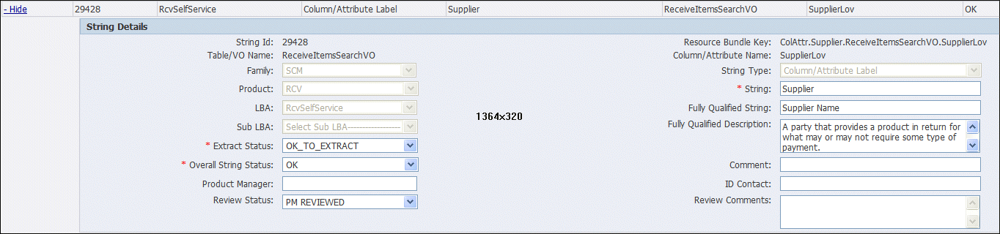 - Hide 29428 RcvSelfService Column/Attribute Label Supplier ReceiveItemsSearchVO SupplierLov OK
String Details
String Id: 29428 Resource Bundle Key: ColAttr.Supplier.ReceiveItemsSearchVO.SupplierLov
Table/VO Name: ReceiveItemsSearchVO Column/Attribute Name: SupplierLov
Family: SCM String Type: Column/Attribute Label
Product: RCV * String: Supplier
LBA: RcvSelfService Fully Qualified String: Supplier Name
1364x320
Sub LBA: Select Sub LBA------------------ Fully Qualified Description: A party that provides a product in return for
what may or may not require some type of
payment.
* Extract Status: OK_TO_EXTRACT
* Overall String Status: OK Comment:
Product Manager: ID Contact:
Review Status: PM REVIEWED Review Comments: